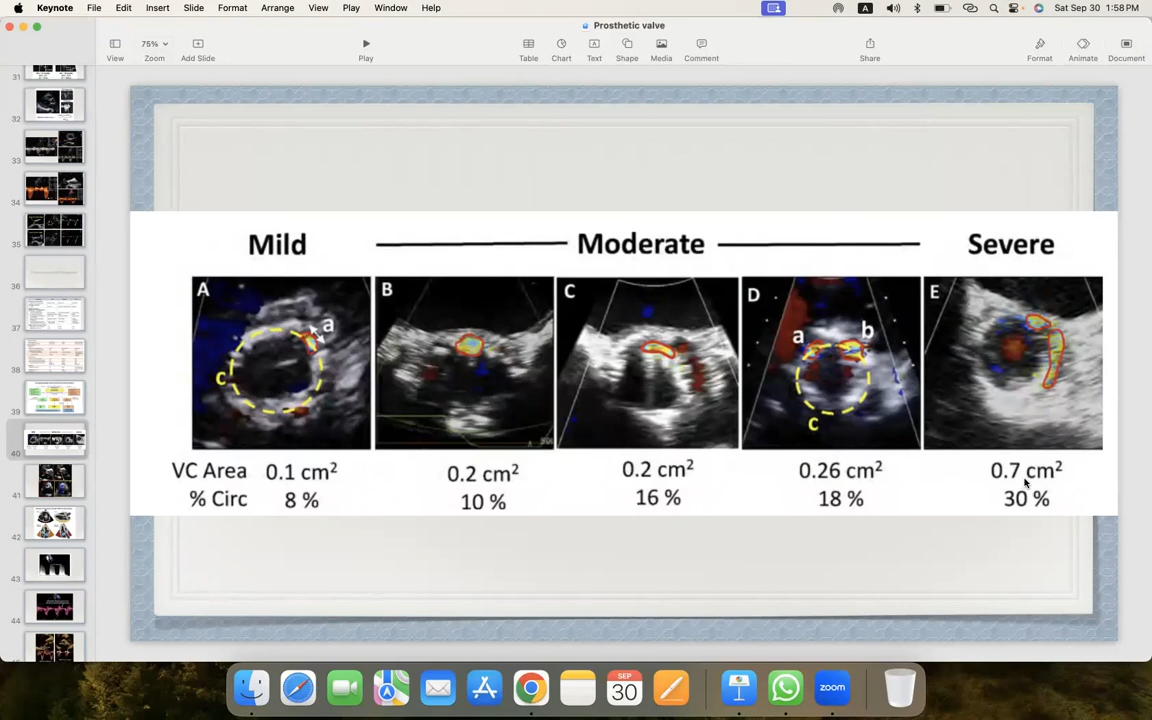 Keynote File Edit Insert Slide Format Arrange View Play Window Help A Sat Sep 30 1:58 PM
Prosthetic valve
75%
View Zoom Add Slide Play Table Chart Text Shape Media Comment Share Format Animate Document
31
32
33
34
35
36
37
38
39
40
41
42
43
44
Mild Moderate Severe
A B C D E
a a b
c c
VC Area 0.1 cm² 0.2 cm² 0.2 cm² 0.26 cm² 0.7 cm²
% Circ 8 % 10 % 16 % 18 % 30 %
SEP
30
zoom